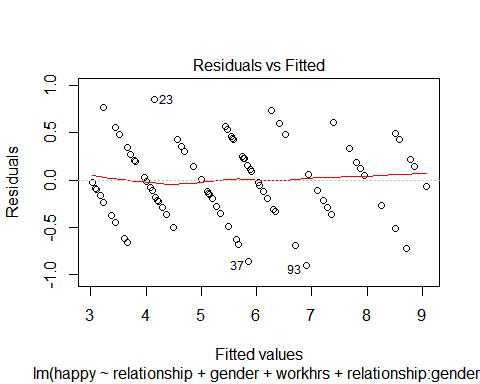 Residuals vs Fitted
Residuals
1.0
0.5
0.0
-0.5
-1.0
23
37
93
3 4 5 6 7 8 9
Fitted values
lm(happy ~ relationship + gender + workhrs + relationship:gender